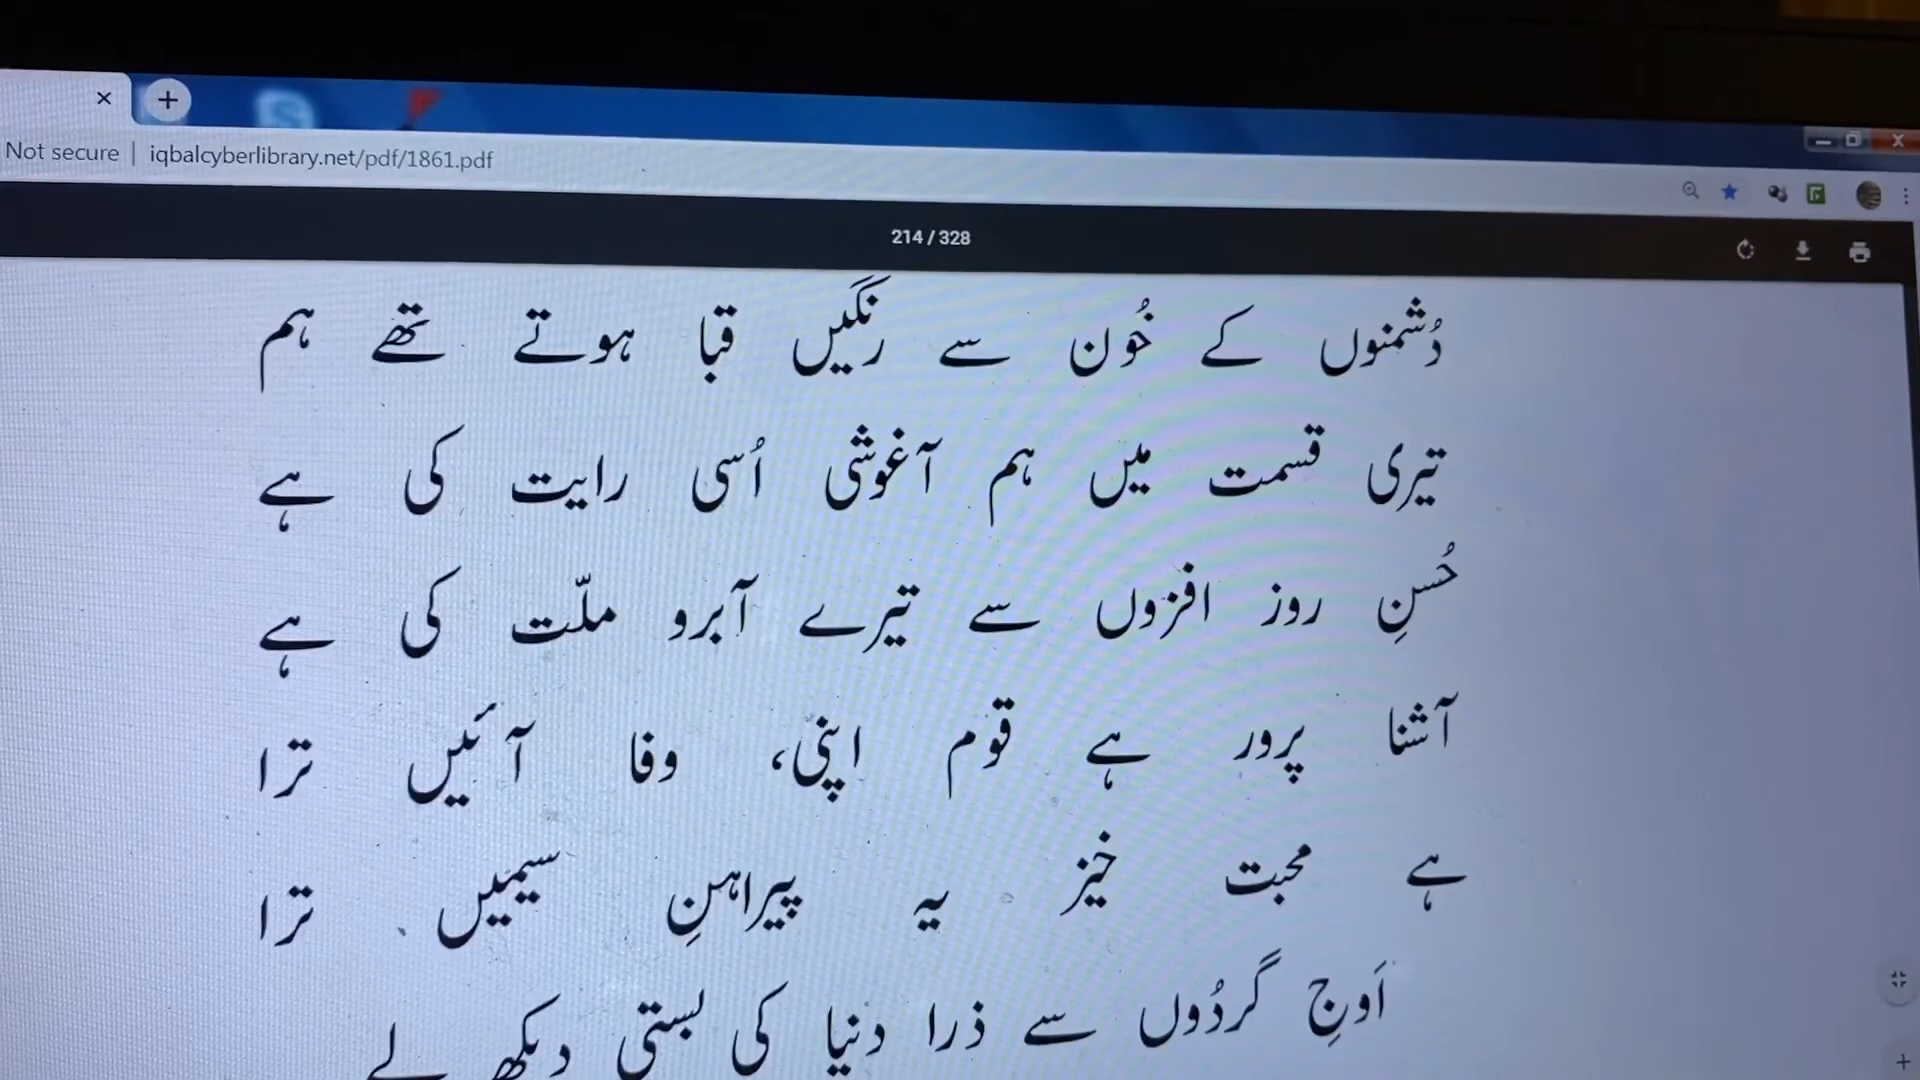 Not secure | iqbalcyberlibrary.net/pdf/1861.pdf
214 / 328
دُشمنوں کے خُون سے رنگیں قبا ہوتے تھے ہم
تیری قسمت میں ہم آغوشی اُسی رایت کی ہے
حُسنِ روز افزوں سے تیرے آبرو ملّت کی ہے
آشنا پرور ہے قوم اپنی، وفا آئیں ترا
ہے محبت خیز یہ پیراہنِ سیمیں ترا
اَوجِ گردُوں سے ذرا دنیا کی بستی دیکھ لے